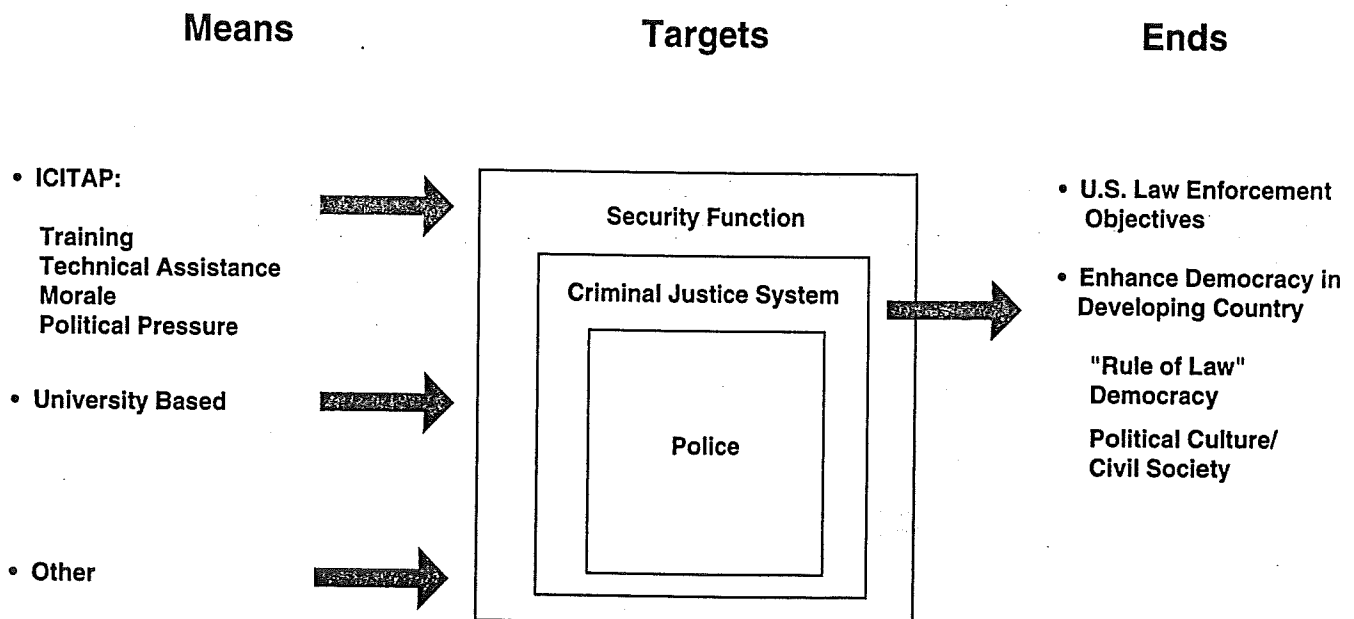 Means
Targets
Ends
• ICITAP:
Training
Technical Assistance
Morale
Political Pressure
• University Based
• Other
Security Function
Criminal Justice System
Police
• U.S. Law Enforcement
Objectives
• Enhance Democracy in
Developing Country
"Rule of Law"
Democracy
Political Culture/
Civil Society